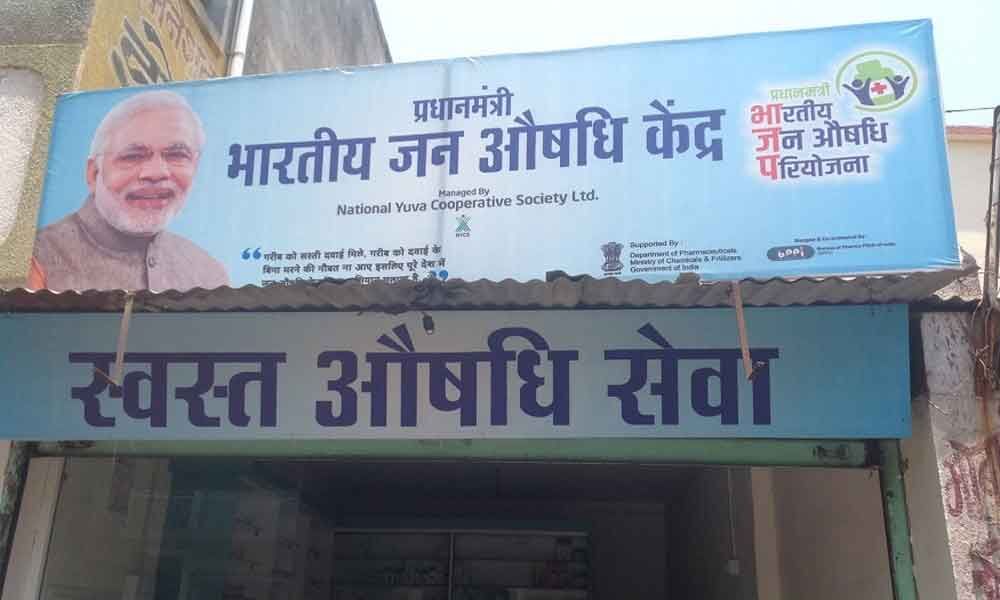 प्रधानमंत्री
भारतीय जन औषधि केंद्र
Managed By
National Yuva Cooperative Society Ltd.
NYCS
“गरीब को सस्ती दवाई मिले, गरीब को दवाई के
बिना मरने की नौबत ना आए इसलिए पूरे देश में
Supported By :
Department of Pharmaceuticals
Ministry of Chemicals & Fritilizers
Government of India
bppi
प्रधानमंत्री
भारतीय
जन औषधि
परियोजना
स्वस्त औषधि सेवा